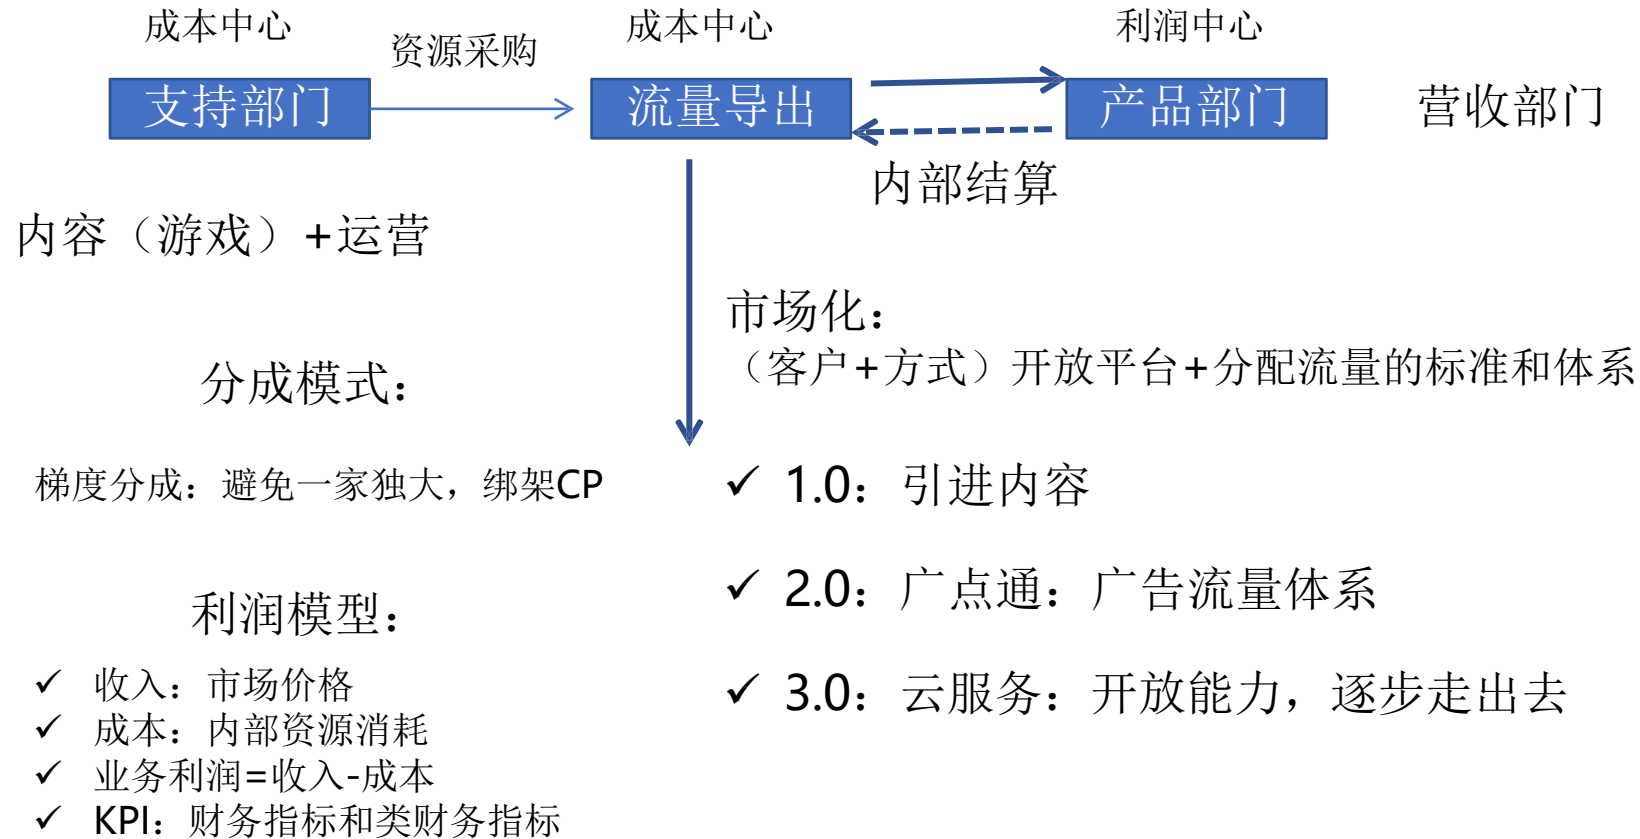 成本中心
成本中心
利润中心
资源采购
支持部门
流量导出
产品部门
营收部门
内部结算
内容（游戏）+运营
市场化：
（客户+方式）开放平台+分配流量的标准和体系
分成模式：
梯度分成：避免一家独大，绑架CP
✓ 1.0：引进内容
✓ 2.0：广点通：广告流量体系
✓ 3.0：云服务：开放能力，逐步走出去
利润模型：
✓ 收入：市场价格
✓ 成本：内部资源消耗
✓ 业务利润=收入-成本
✓ KPI：财务指标和类财务指标